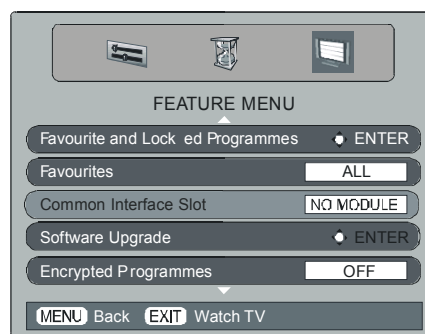 FEATURE MENU
Favourite and Lock ed Programmes ENTER
Favourites ALL
Common Interface Slot NO MODULE
Software Upgrade ENTER
Encrypted Programmes OFF
MENU Back EXIT Watch TV